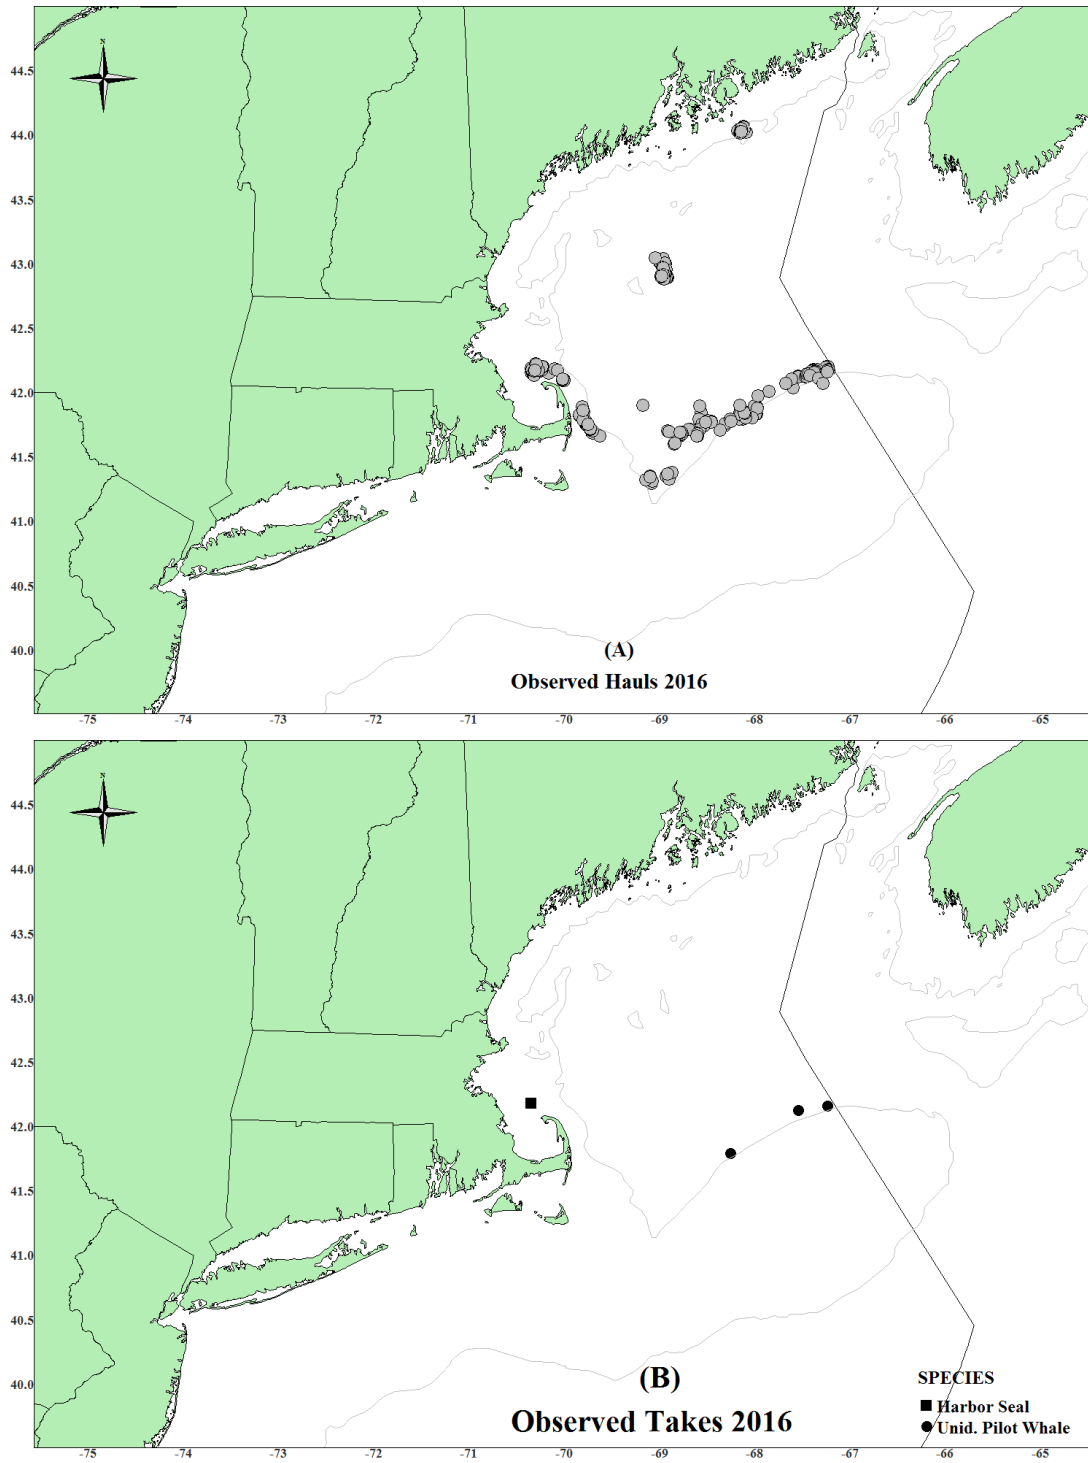 N
44.5
44.0
43.5
43.0
42.5
42.0
41.5
41.0
40.5
40.0
(A)
Observed Hauls 2016
-75 -74 -73 -72 -71 -70 -69 -68 -67 -66 -65
N
44.5
44.0
43.5
43.0
42.5
42.0
41.5
41.0
40.5
40.0
(B)
Observed Takes 2016
SPECIES
Harbor Seal
Unid. Pilot Whale
-75 -74 -73 -72 -71 -70 -69 -68 -67 -66 -65